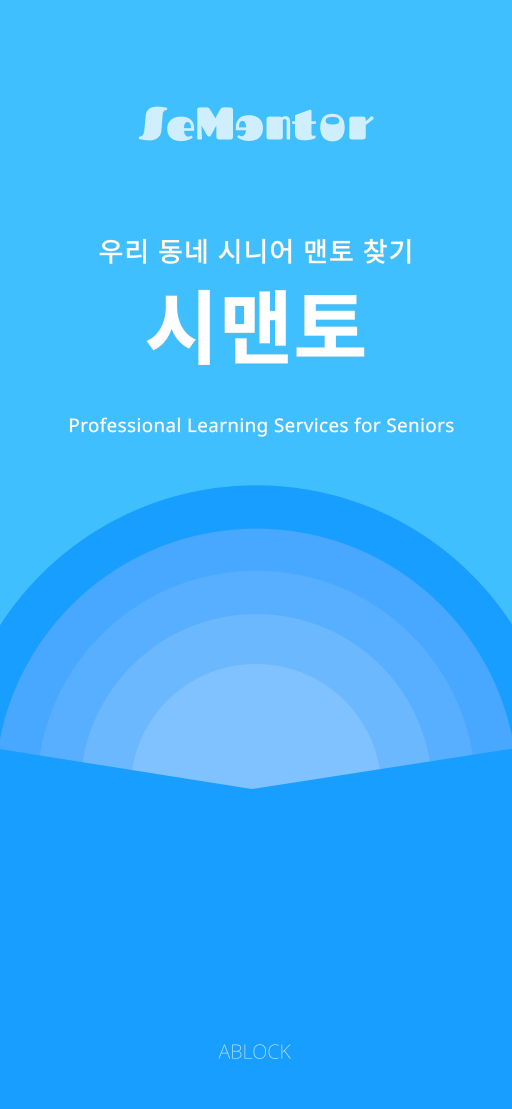 SeMentor
우리 동네 시니어 맨토 찾기
시맨토
Professional Learning Services for Seniors
ABLOCK